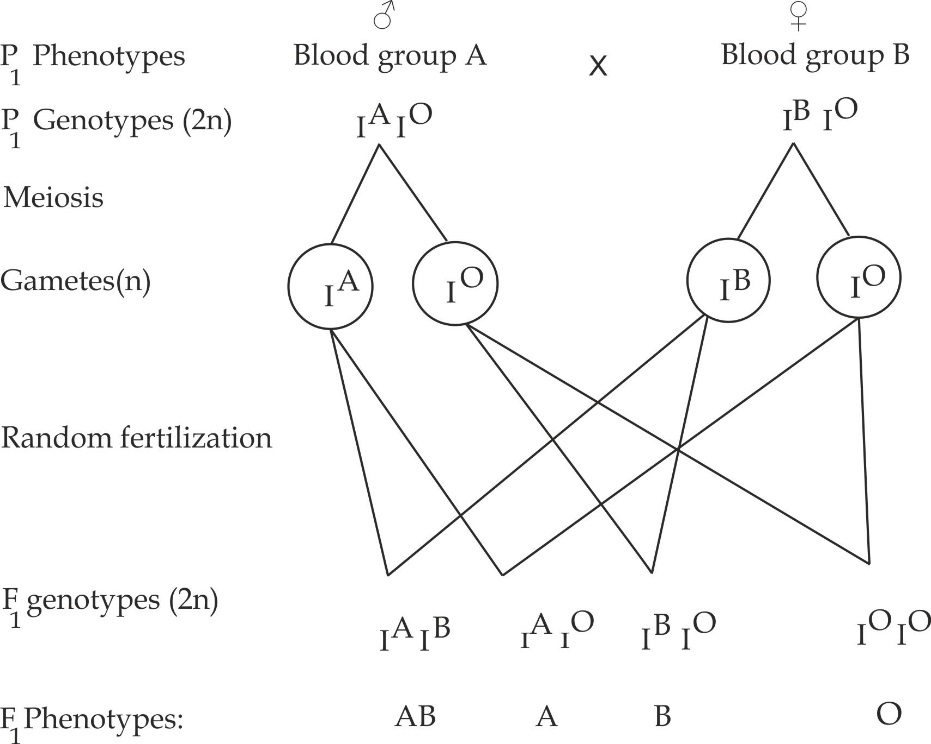 ♂ ♀
P₁ Phenotypes Blood group A x Blood group B
P₁ Genotypes (2n) Iᴬ Iᴼ Iᴮ Iᴼ
Meiosis
Gametes(n) Iᴬ Iᴼ Iᴮ Iᴼ
Random fertilization
F₁ genotypes (2n) Iᴬ Iᴮ Iᴬ Iᴼ Iᴮ Iᴼ Iᴼ Iᴼ
F₁ Phenotypes: AB A B O